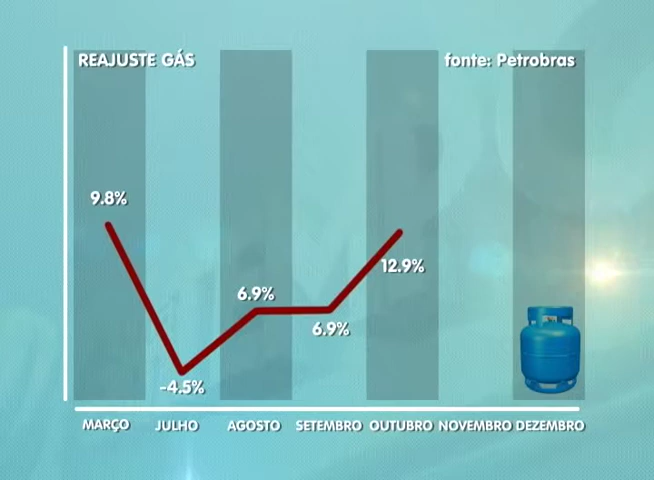 REAJUSTE GÁS
fonte: Petrobras
9.8%
-4.5%
6.9%
6.9%
12.9%
MARÇO JULHO AGOSTO SETEMBRO OUTUBRO NOVEMBRO DEZEMBRO